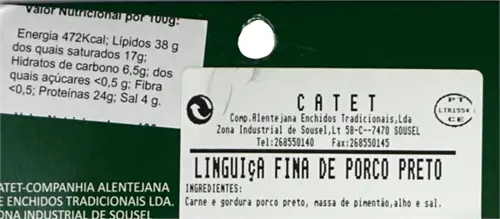 Valor Nutricional por 100g:
Energia 472Kcal; Lípidos 38 g
dos quais saturados 17g;
Hidratos de carbono 6,5g; dos
quais açúcares <0,5 g; Fibra
<0,5; Proteínas 24g; Sal 4 g.
CATET
Comp.Alentejana Enchidos Tradicionais,Lda
Zona Industrial de Sousel,Lt 58-C--7470 SOUSEL
Tel:268550140 Fax:268550145
PT
LTR1554
CE
LINGUIçA FINA DE PORCO PRETO
INGREDIENTES:
Carne e gordura porco preto, massa de pimentão,alho e sal.
CATET-COMPANHIA ALENTEJANA
E ENCHIDOS TRADICIONAIS LDA.
ZONA INDUSTRIAL DE SOUSEL